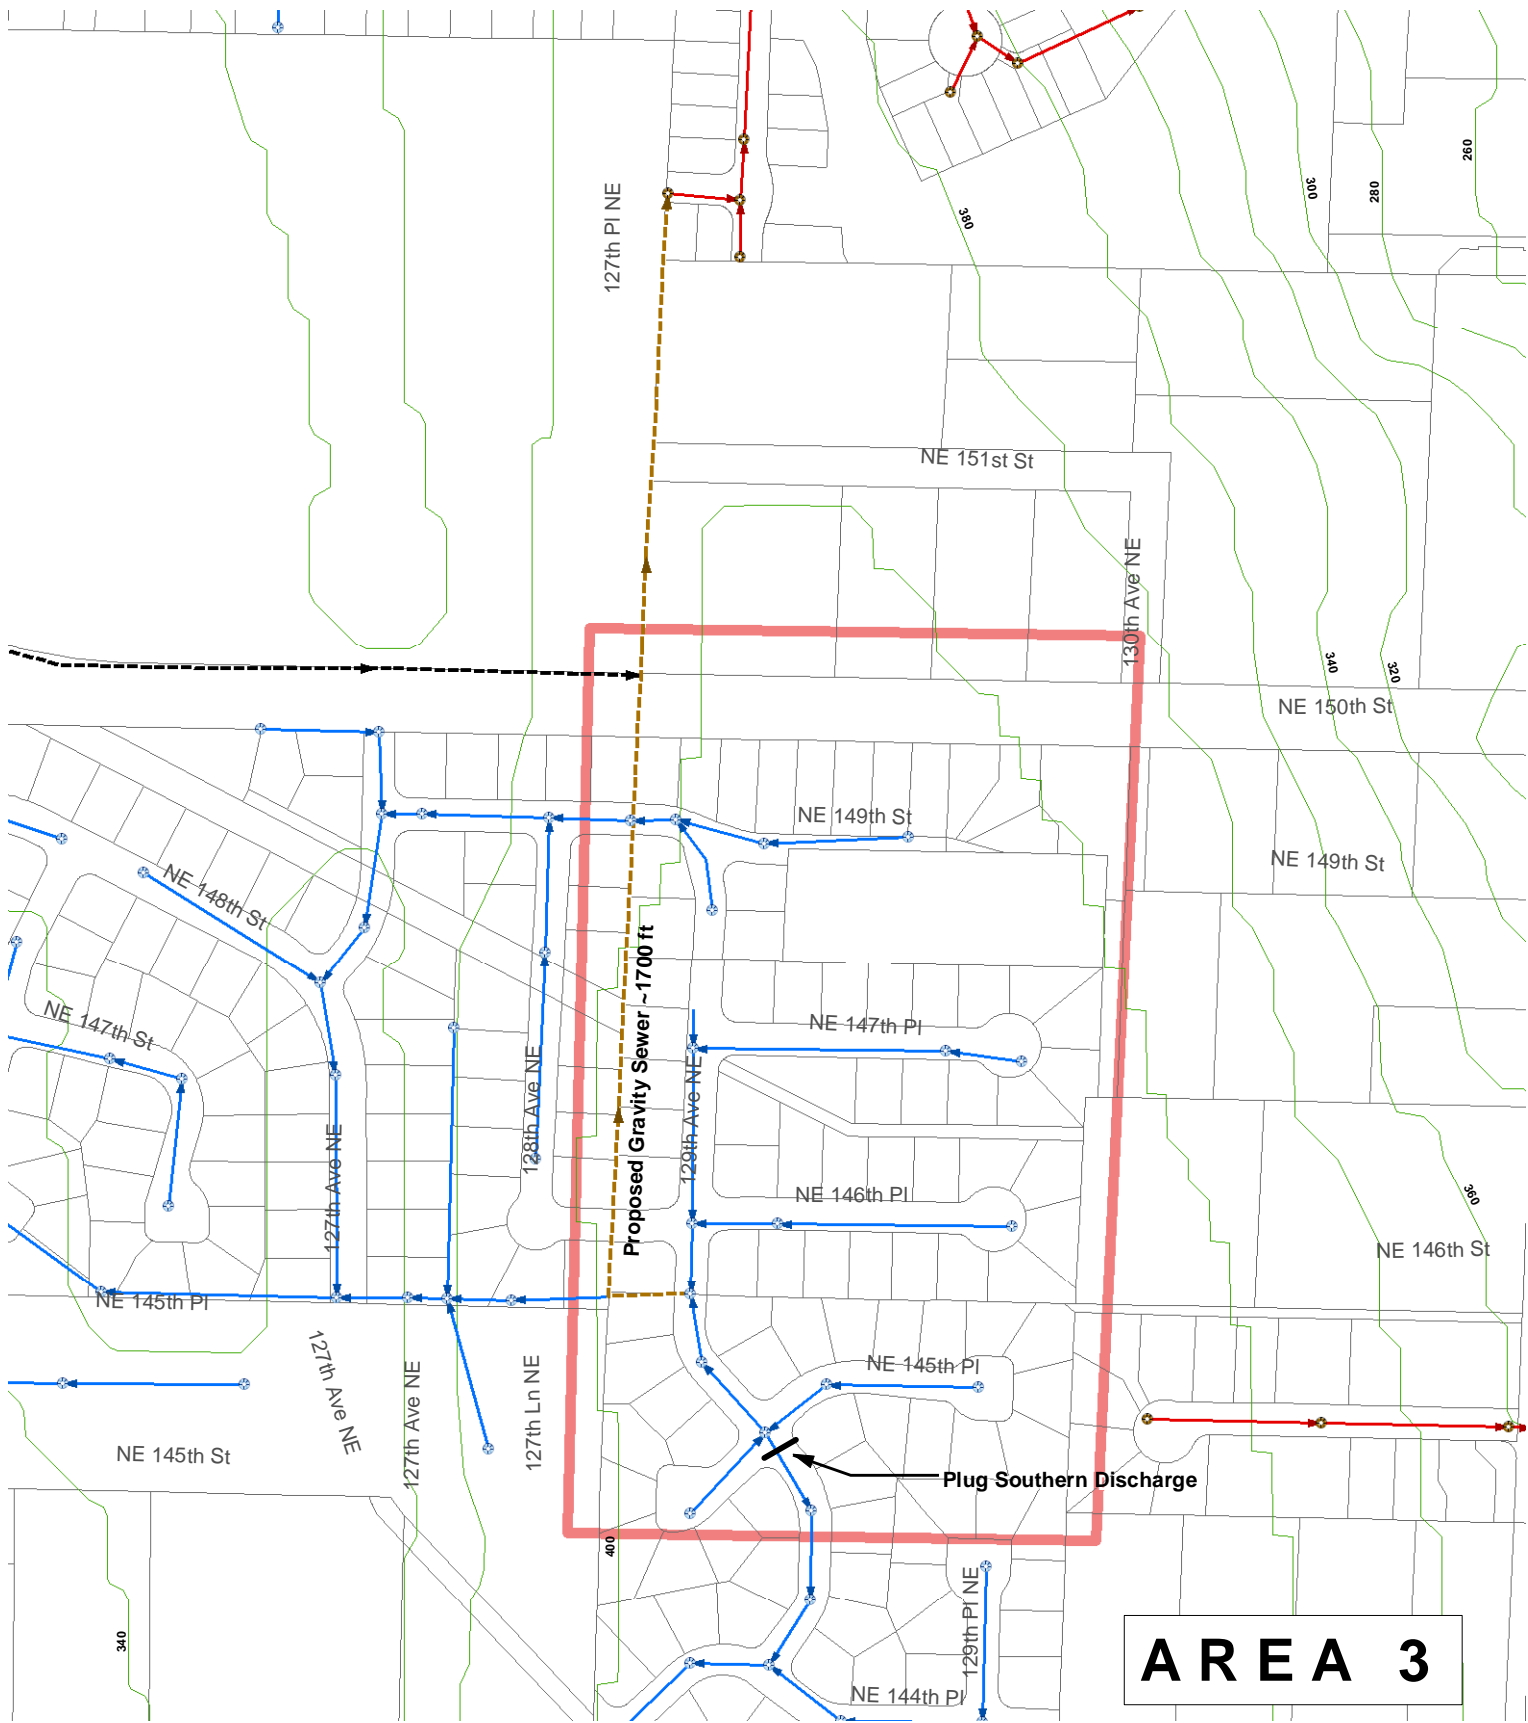 260
300
280
127th Pl NE
380
NE 151st St
130th Ave NE
340
320
NE 150th St
NE 149th St
NE 149th St
NE 148th St
Proposed Gravity Sewer ~1700 ft
NE 147th St
NE 147th Pl
128th Ave NE
129th Ave NE
127th Ave NE
NE 146th Pl
360
NE 146th St
NE 145th Pl
127th Ave NE
127th Ave NE
127th Ln NE
NE 145th Pl
NE 145th St
Plug Southern Discharge
400
129th Pl NE
340
AREA 3
NE 144th Pl